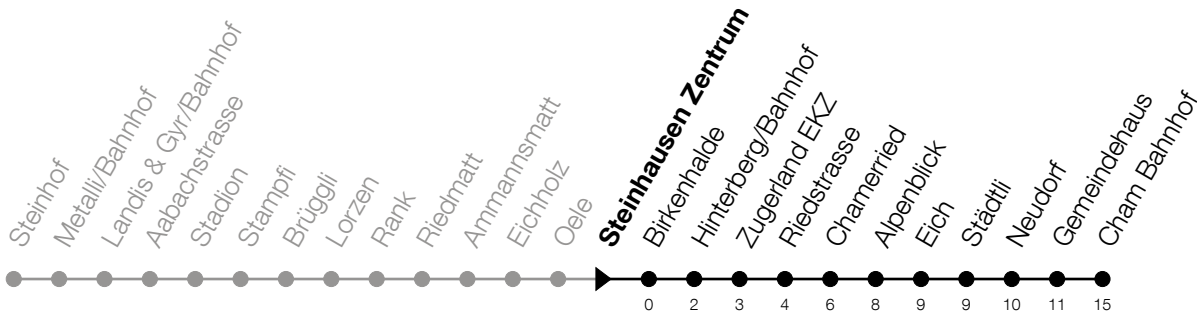 Steinhof
Metalli/Bahnhof
Landis & Gyr/Bahnhof
Aabachstrasse
Stadion
Stampfi
Brüggli
Lorzen
Rank
Riedmatt
Ammannsmatt
Eichholz
Oele
Steinhausen Zentrum
Birkenhalde
Hinterberg/Bahnhof
Zugerland EKZ
Riedstrasse
Chamerried
Alpenblick
Eich
Städtli
Neudorf
Gemeindehaus
Cham Bahnhof
0 2 3 4 6 8 9 9 10 11 15